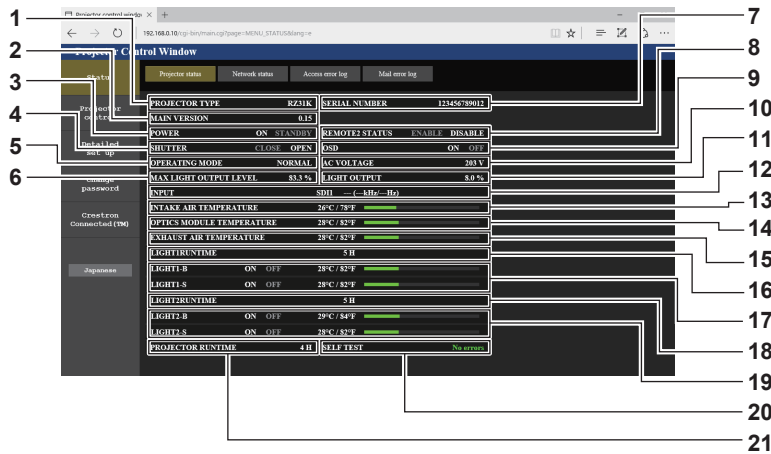 Projector control window
192.168.0.10/cgi-bin/main.cgi?page=MENU_STATUS&lang=e
Projector Control Window
Status
Projector control
Detailed set up
Change password
Crestron Connected(TM)
Japanese
Projector status
Network status
Access error log
Mail error log
PROJECTOR TYPE RZ31K
SERIAL NUMBER 123456789012
MAIN VERSION 0.15
POWER ON STANDBY
REMOTE2 STATUS ENABLE DISABLE
SHUTTER CLOSE OPEN
OSD ON OFF
OPERATING MODE NORMAL
AC VOLTAGE 203 V
MAX LIGHT OUTPUT LEVEL 83.3 %
LIGHT OUTPUT 8.0 %
INPUT SDI1 --- (---kHz/---Hz)
INTAKE AIR TEMPERATURE 26°C / 78°F
OPTICS MODULE TEMPERATURE 28°C / 82°F
EXHAUST AIR TEMPERATURE 28°C / 82°F
LIGHT1RUNTIME 5 H
LIGHT1-B ON OFF 28°C / 82°F
LIGHT1-S ON OFF 28°C / 82°F
LIGHT2RUNTIME 5 H
LIGHT2-B ON OFF 29°C / 84°F
LIGHT2-S ON OFF 28°C / 82°F
PROJECTOR RUNTIME 4 H
SELF TEST No errors
1
2
3
4
5
6
7
8
9
10
11
12
13
14
15
16
17
18
19
20
21